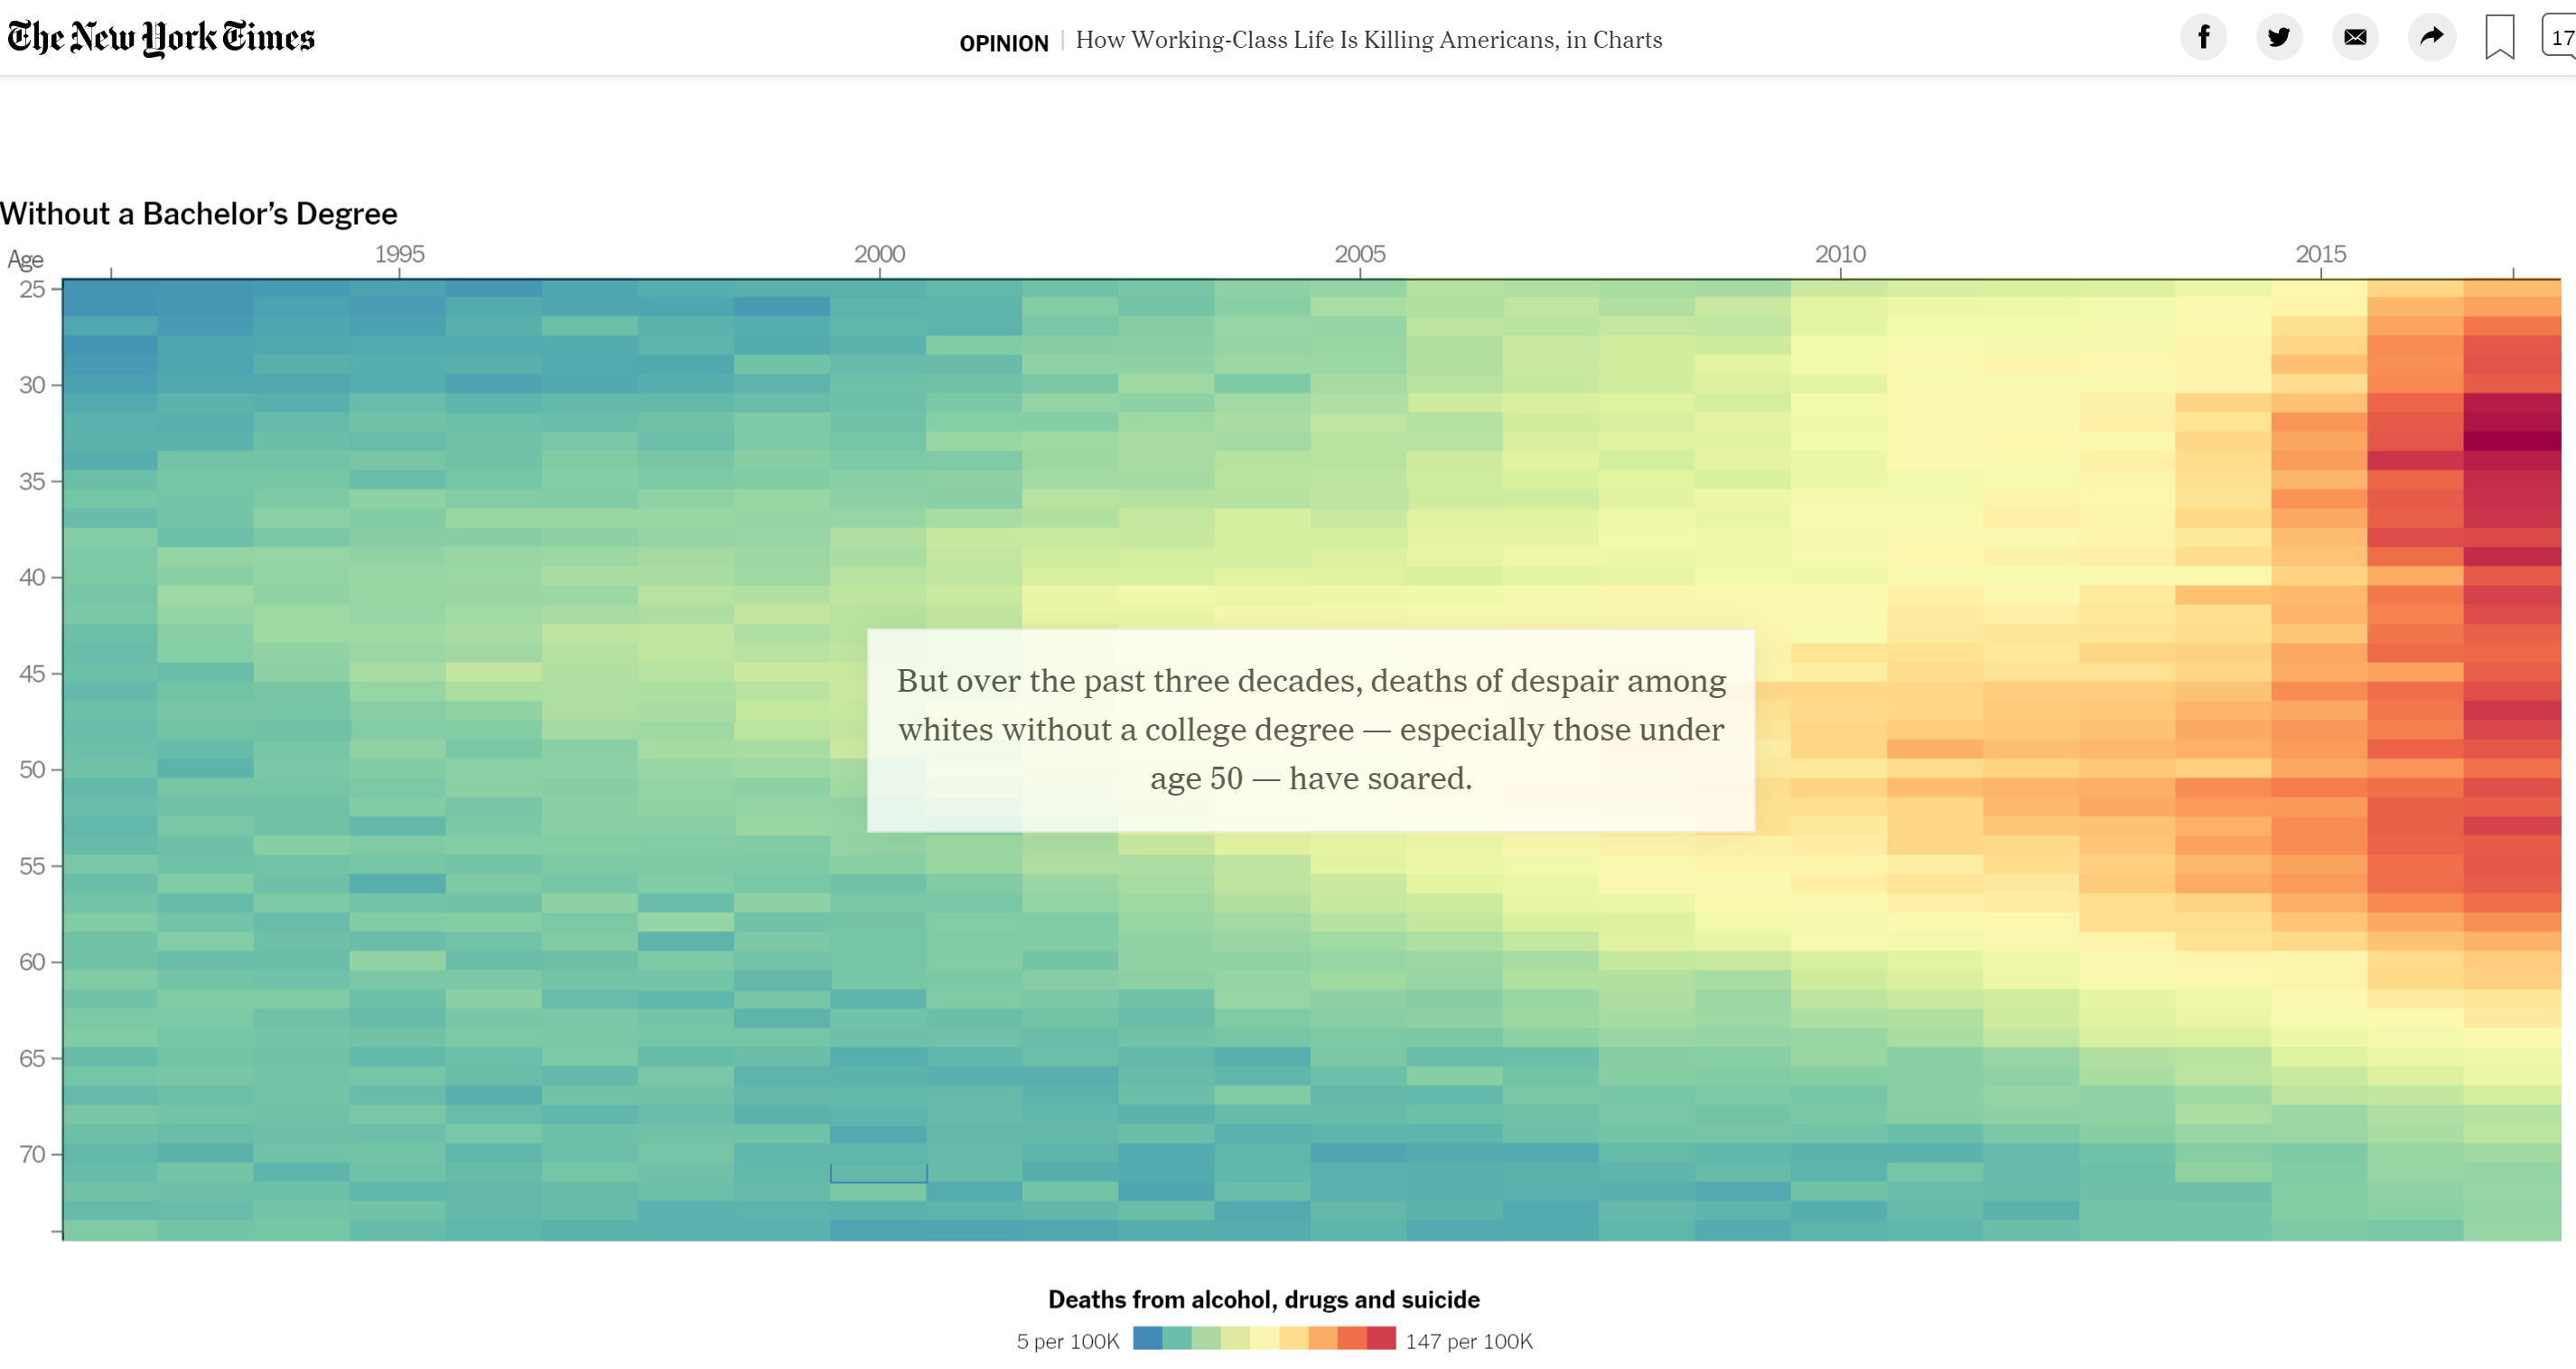 The New York Times
OPINION | How Working-Class Life Is Killing Americans, in Charts
17
Without a Bachelor’s Degree
Age
1995 2000 2005 2010 2015
25
30
35
40
45
50
55
60
65
70
But over the past three decades, deaths of despair among
whites without a college degree — especially those under
age 50 — have soared.
Deaths from alcohol, drugs and suicide
5 per 100K 147 per 100K